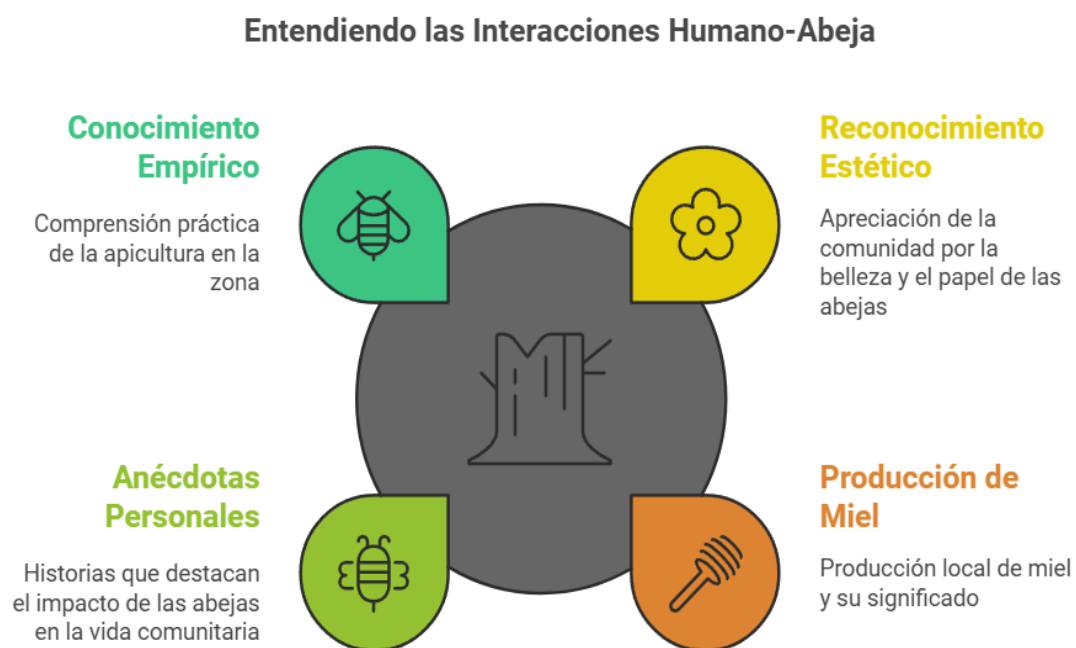 Entendiendo las Interacciones Humano-Abeja
Conocimiento
Empírico
Comprensión práctica
de la apicultura en la
zona
Reconocimiento
Estético
Apreciación de la
comunidad por la
belleza y el papel de las
abejas
Anécdotas
Personales
Historias que destacan
el impacto de las abejas
en la vida comunitaria
Producción de
Miel
Producción local de miel
y su significado